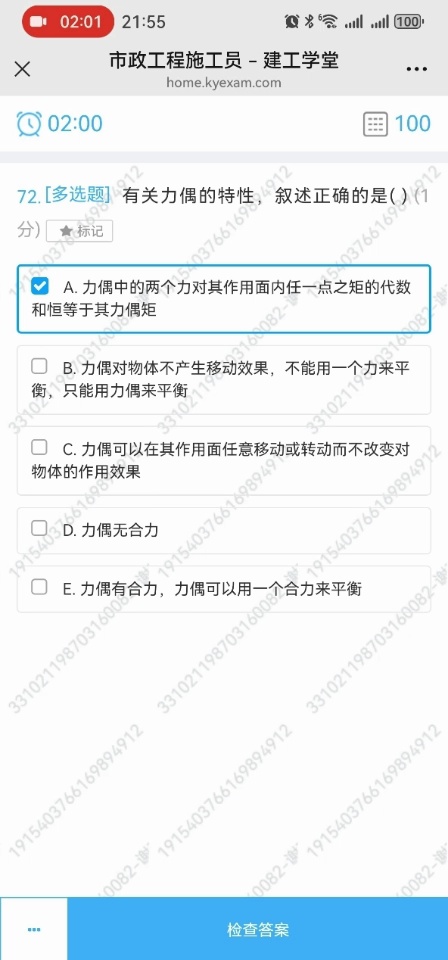 02:01 21:55 100
市政工程施工员 - 建工学堂
home.kyexam.com
02:00 100
72.[多选题] 有关力偶的特性，叙述正确的是( ) (1
分) ★ 标记
A. 力偶中的两个力对其作用面内任一点之矩的代数
和恒等于其力偶矩
B. 力偶对物体不产生移动效果，不能用一个力来平
衡，只能用力偶来平衡
C. 力偶可以在其作用面任意移动或转动而不改变对
物体的作用效果
D. 力偶无合力
E. 力偶有合力，力偶可以用一个合力来平衡
检查答案